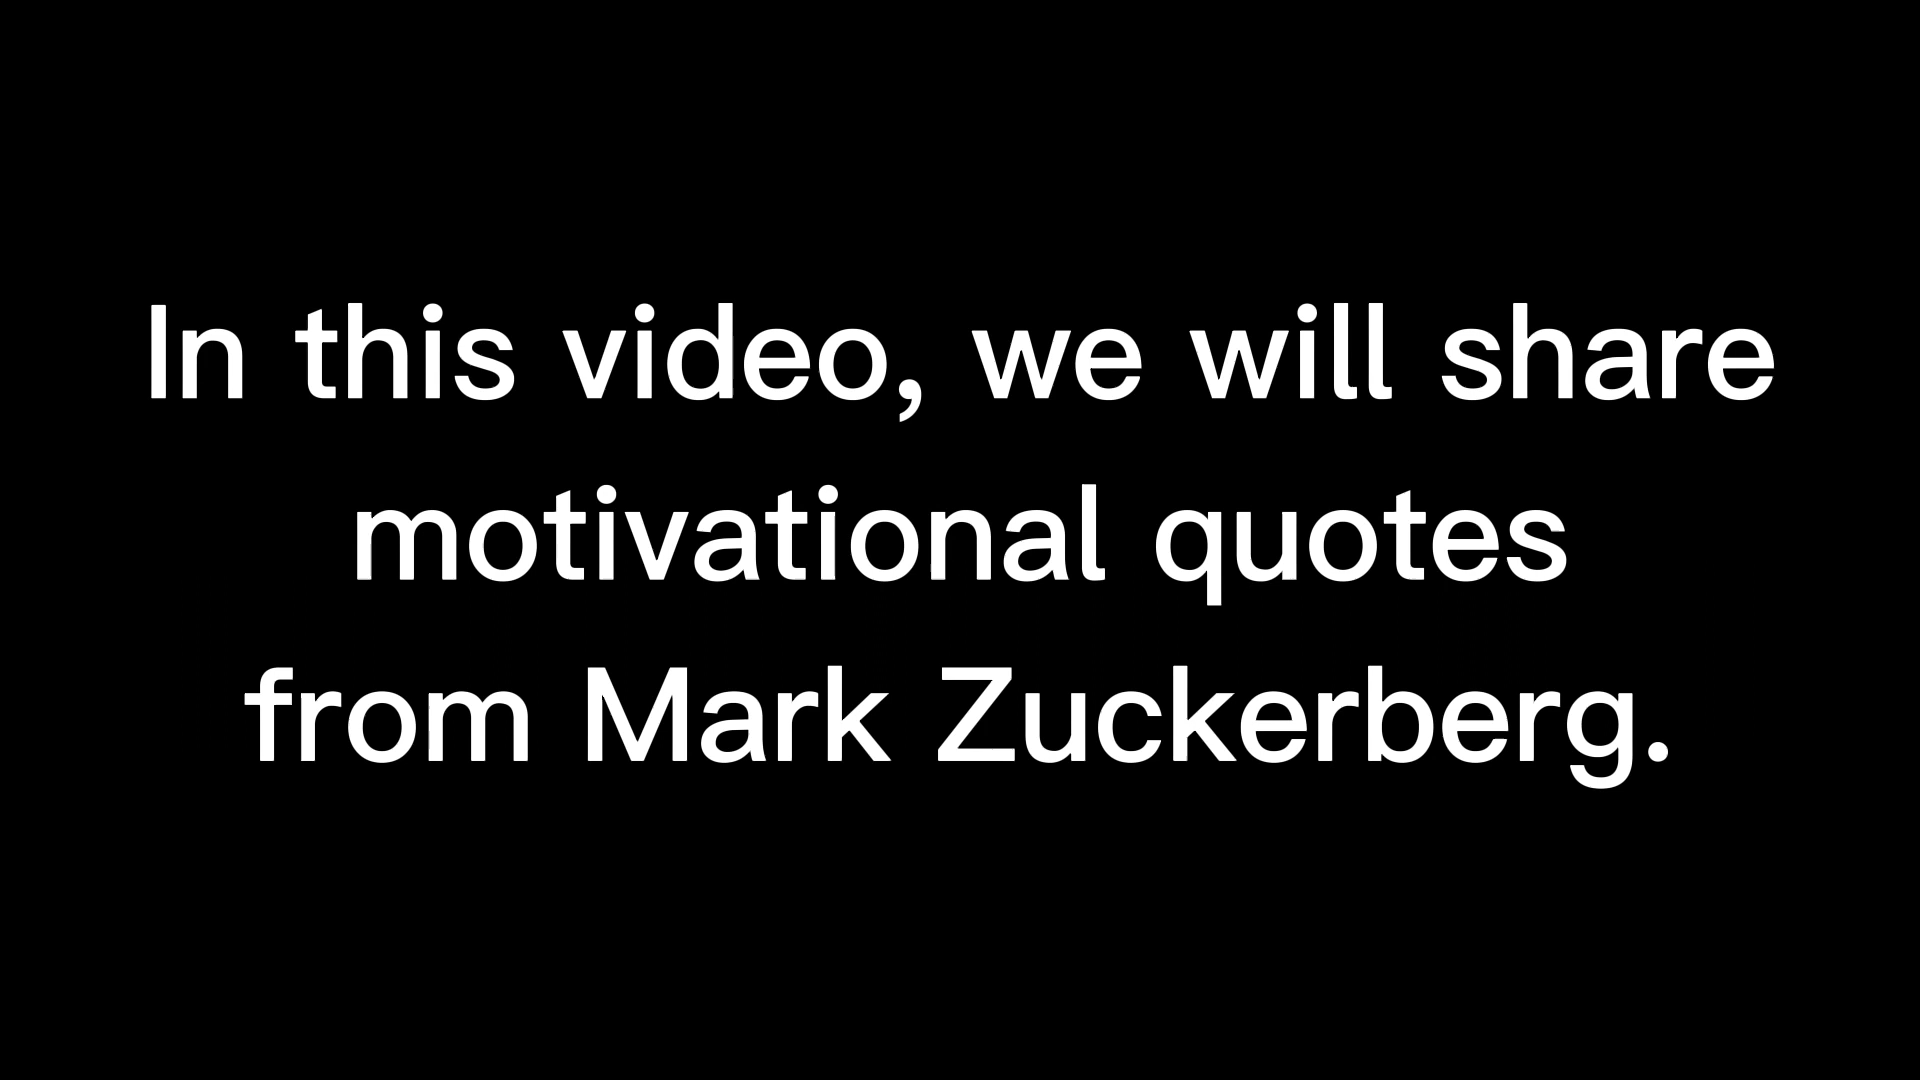 In this video, we will share
motivational quotes
from Mark Zuckerberg.